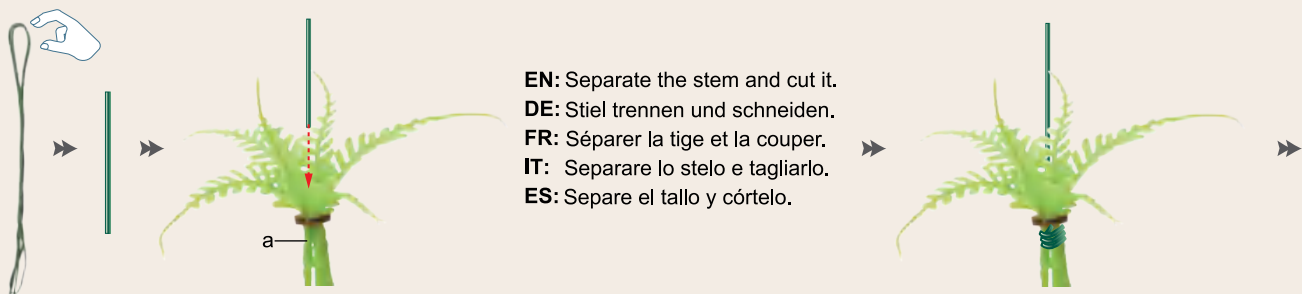 EN: Separate the stem and cut it.
DE: Stiel trennen und schneiden.
FR: Séparer la tige et la couper.
IT: Separare lo stelo e tagliarlo.
ES: Separe el tallo y córtelo.
a